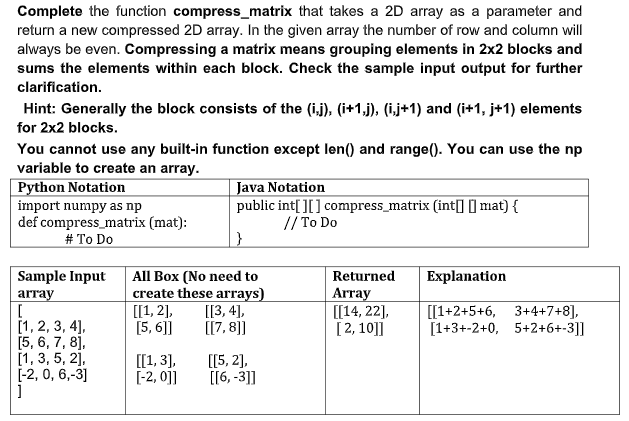 Complete the function compress_matrix that takes a 2D array as a parameter and
return a new compressed 2D array. In the given array the number of row and column will
always be even. Compressing a matrix means grouping elements in 2x2 blocks and
sums the elements within each block. Check the sample input output for further
clarification.
Hint: Generally the block consists of the (i,j), (i+1,j), (i,j+1) and (i+1, j+1) elements
for 2x2 blocks.
You cannot use any built-in function except len() and range(). You can use the np
variable to create an array.
Python Notation
import numpy as np
def compress_matrix (mat):
# To Do
Java Notation
public int[ ][ ] compress_matrix (int[] [] mat) {
// To Do
}
Sample Input
array
[
[1, 2, 3, 4],
[5, 6, 7, 8],
[1, 3, 5, 2],
[-2, 0, 6,-3]
]
All Box (No need to
create these arrays)
[[1, 2], [[3, 4],
[5, 6]] [[7, 8]]
[[1, 3], [[5, 2],
[-2, 0]] [[6, -3]]
Returned
Array
[[14, 22],
[ 2, 10]]
Explanation
[[1+2+5+6, 3+4+7+8],
[1+3+-2+0, 5+2+6+-3]]